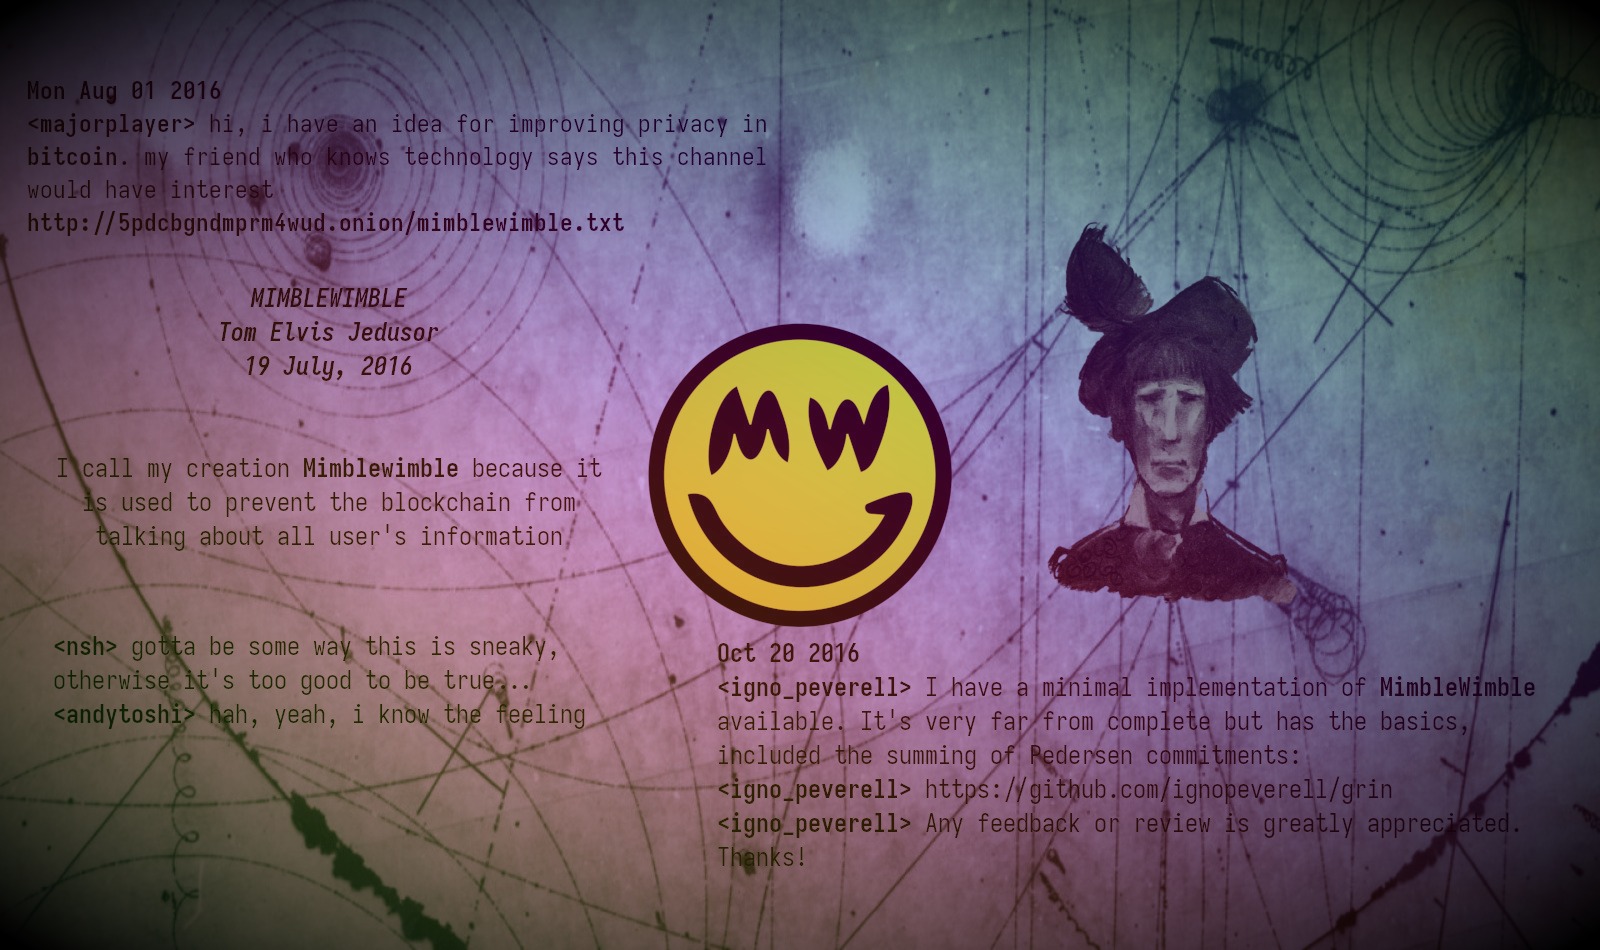 Mon Aug 01 2016
<majorplayer> hi, i have an idea for improving privacy in
bitcoin. my friend who knows technology says this channel
would have interest
http://5pdcbgndmprm4wud.onion/mimblewimble.txt
MIMBLEWIMBLE
Tom Elvis Jedusor
19 July, 2016
I call my creation Mimblewimble because it
is used to prevent the blockchain from
talking about all user's information
<nsh> gotta be some way this is sneaky,
otherwise it's too good to be true...
<andytoshi> hah, yeah, i know the feeling
MW
Oct 20 2016
<igno_peverell> I have a minimal implementation of MimbleWimble
available. It's very far from complete but has the basics,
included the summing of Pedersen commitments:
<igno_peverell> https://github.com/ignopeverell/grin
<igno_peverell> Any feedback or review is greatly appreciated.
Thanks!